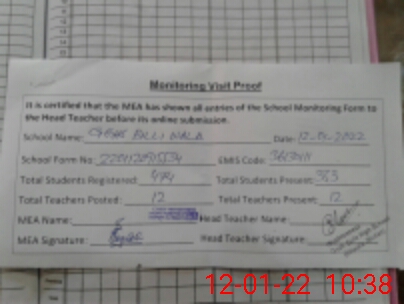 Monitoring Visit Proof
It is certified that the MEA has shown all entries of the School Monitoring Form to
the Head Teacher before its online submission.
School Name: Date: 12-01-2022
School Form No: EMIS Code:
Total Students Registered: 474 Total Students Present: 365
Total Teachers Posted: 12 Total Teachers Present: 12
MEA Name: Head Teacher Name:
MEA Signature: Head Teacher Signature:
12-01-22 10:38